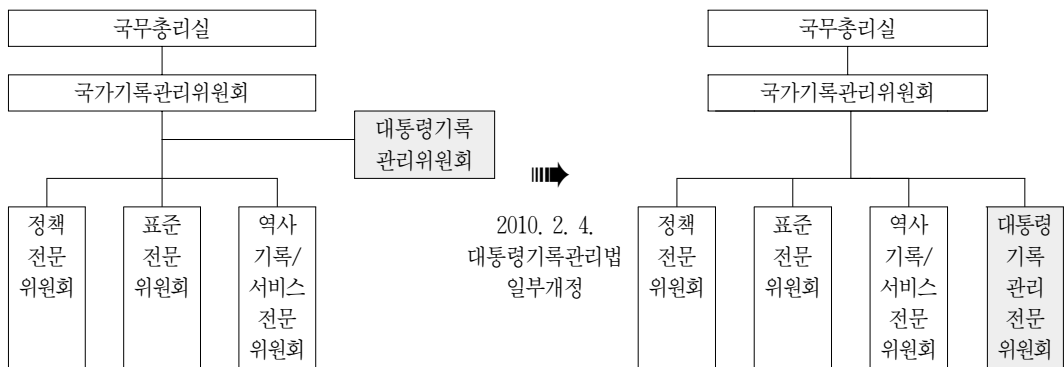 국무총리실
국가기록관리위원회
대통령기록
관리위원회
정책
전문
위원회
표준
전문
위원회
역사
기록/
서비스
전문
위원회
2010. 2. 4.
대통령기록관리법
일부개정
국무총리실
국가기록관리위원회
정책
전문
위원회
표준
전문
위원회
역사
기록/
서비스
전문
위원회
대통령
기록
관리
전문
위원회